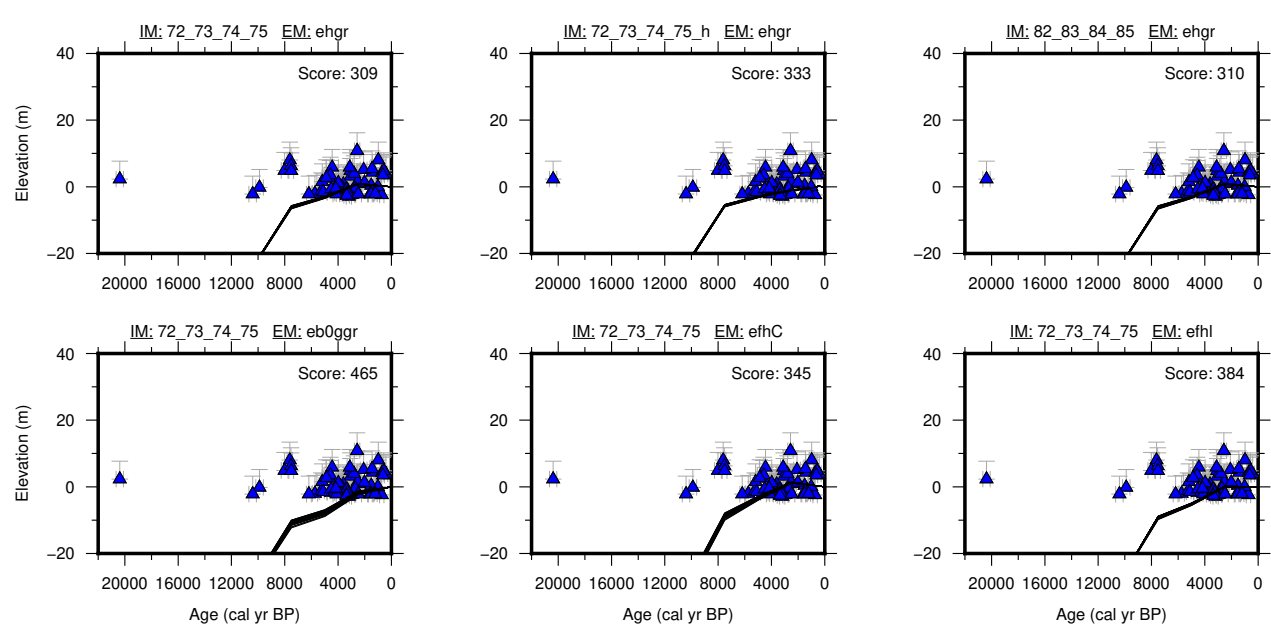 IM: 72_73_74_75 EM: ehgr
IM: 72_73_74_75_h EM: ehgr
IM: 82_83_84_85 EM: ehgr
40
20
0
−20
Elevation (m)
Score: 309
20000 16000 12000 8000 4000 0
40
20
0
−20
Score: 333
20000 16000 12000 8000 4000 0
40
20
0
−20
Score: 310
20000 16000 12000 8000 4000 0
IM: 72_73_74_75 EM: eb0ggr
IM: 72_73_74_75 EM: efhC
IM: 72_73_74_75 EM: efhl
40
20
0
−20
Elevation (m)
Score: 465
20000 16000 12000 8000 4000 0
Age (cal yr BP)
40
20
0
−20
Score: 345
20000 16000 12000 8000 4000 0
Age (cal yr BP)
40
20
0
−20
Score: 384
20000 16000 12000 8000 4000 0
Age (cal yr BP)